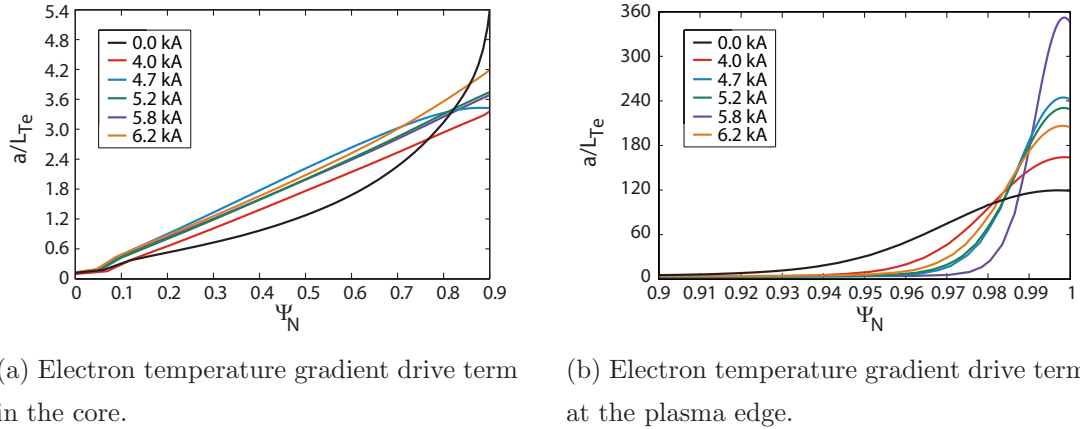 5.4
4.8
4.2
3.6
3.0
2.4
1.8
1.2
0.6
0
a/L_Te
0.0 kA
4.0 kA
4.7 kA
5.2 kA
5.8 kA
6.2 kA
0 0.1 0.2 0.3 0.4 0.5 0.6 0.7 0.8 0.9
Ψ_N
(b)
360
300
240
180
120
60
0
a/L_Te
0.0 kA
4.0 kA
4.7 kA
5.2 kA
5.8 kA
6.2 kA
0.9 0.91 0.92 0.93 0.94 0.95 0.96 0.97 0.98 0.99 1
Ψ_N
(a) Electron temperature gradient drive term
in the core.
(b) Electron temperature gradient drive term
at the plasma edge.